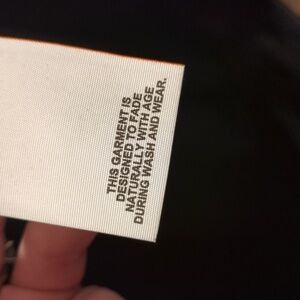 THIS GARMENT IS
DESIGNED TO FADE
NATURALLY WITH AGE
DURING WASH AND WEAR.